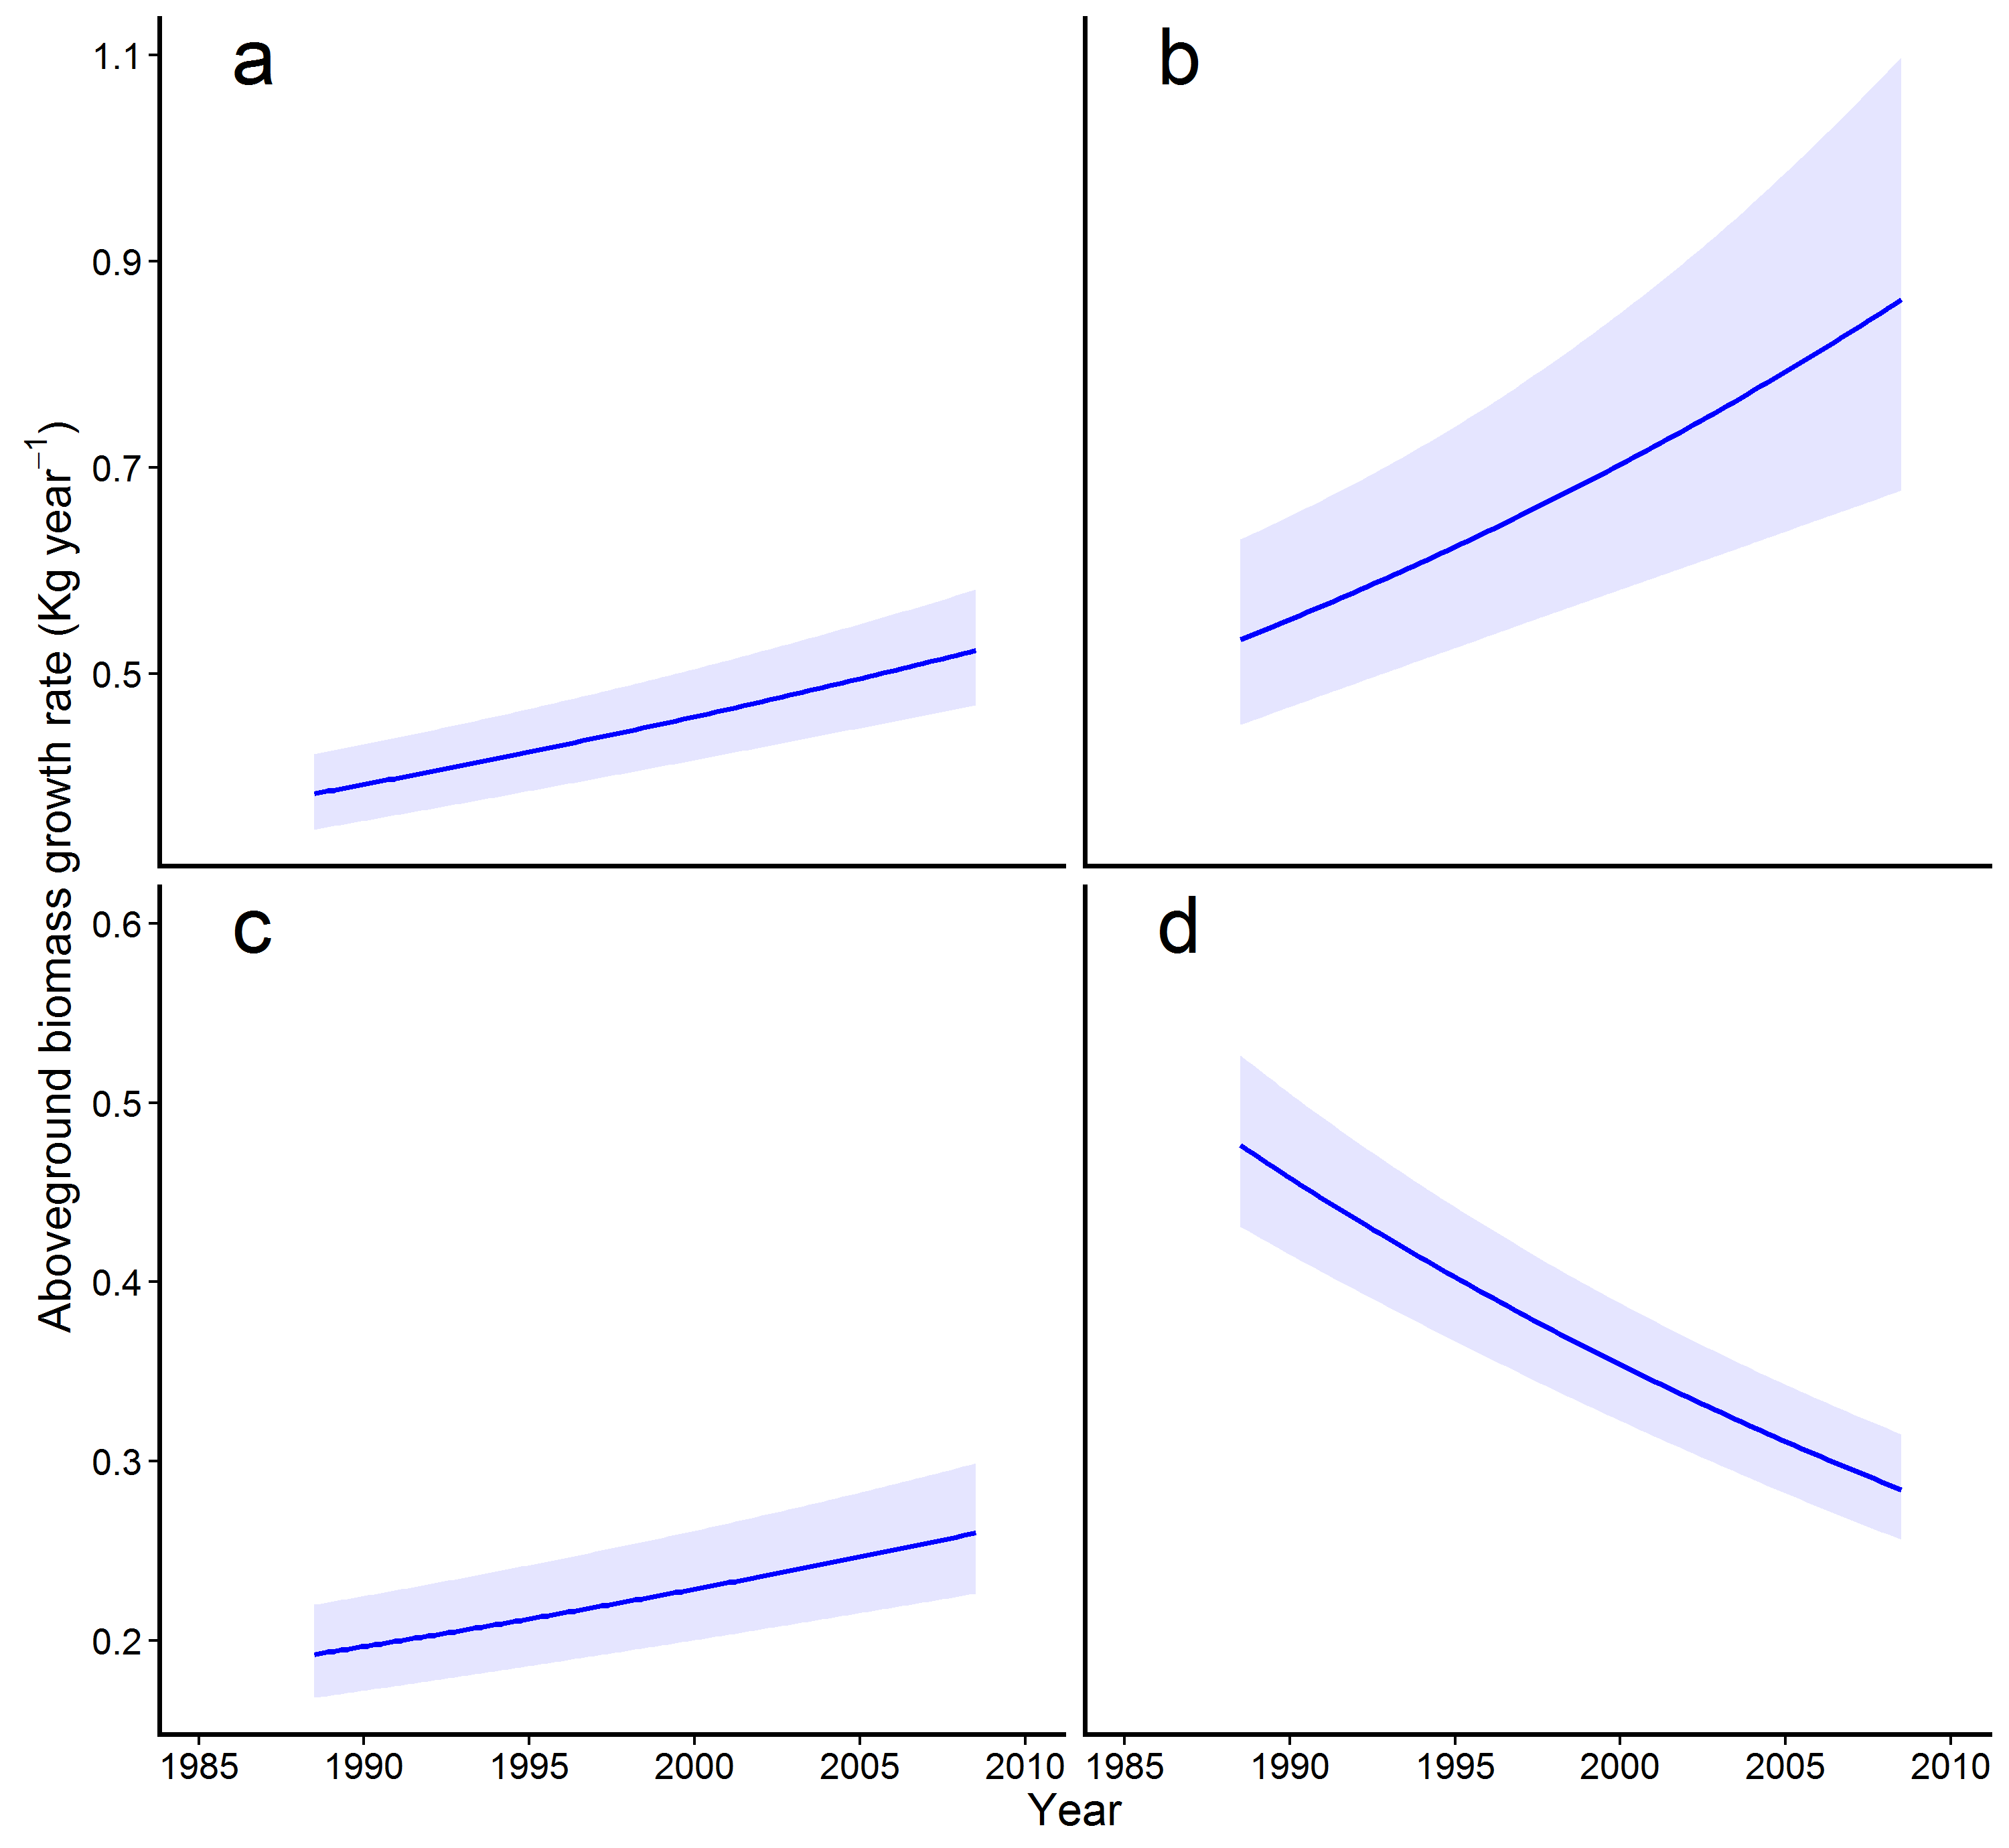 a
b
1.1
0.9
0.7
0.5
c
d
0.6
0.5
0.4
0.3
0.2
Aboveground biomass growth rate (Kg year⁻¹)
1985 1990 1995 2000 2005 2010 1985 1990 1995 2000 2005 2010
Year